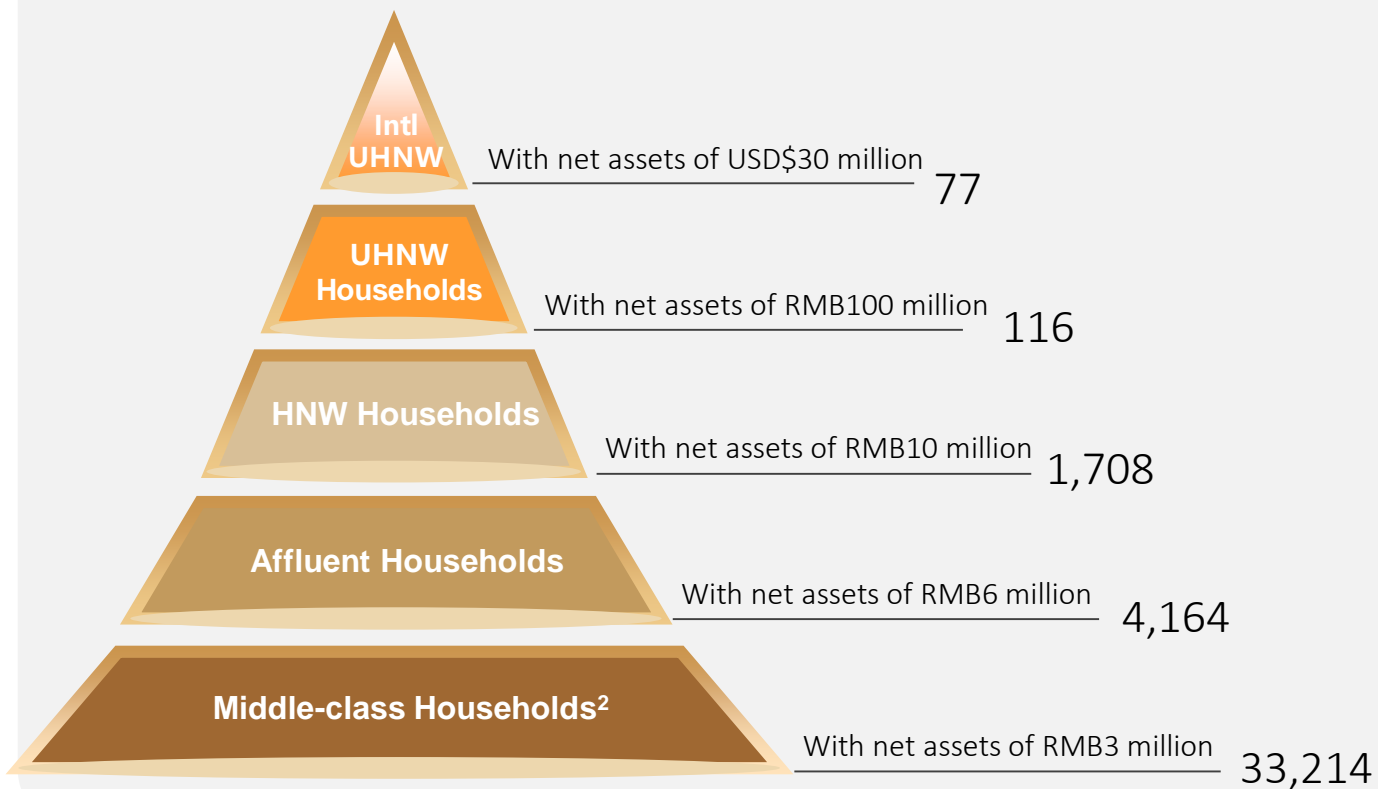 Intl
UHNW
With net assets of USD$30 million
77
UHNW
Households
With net assets of RMB100 million
116
HNW Households
With net assets of RMB10 million
1,708
Affluent Households
With net assets of RMB6 million
4,164
Middle-class Households²
With net assets of RMB3 million
33,214